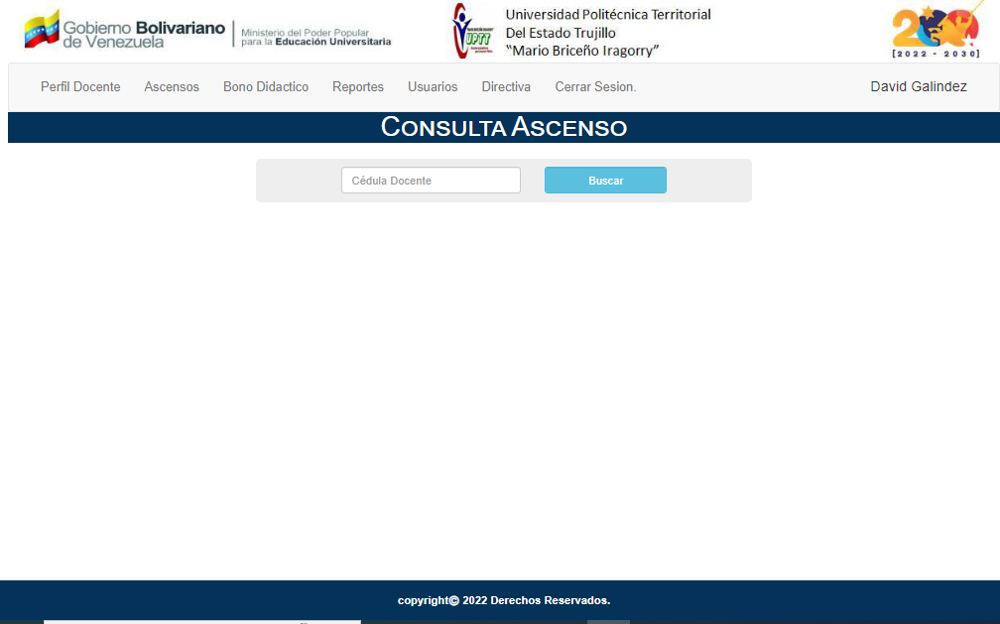 Gobierno Bolivariano
de Venezuela
Ministerio del Poder Popular
para la Educación Universitaria
UPTT
Universidad Politécnica Territorial
Del Estado Trujillo
"Mario Briceño Iragorry"
200
[2022 - 2030]
Perfil Docente Ascensos Bono Didactico Reportes Usuarios Directiva Cerrar Sesion. David Galindez
CONSULTA ASCENSO
Cédula Docente Buscar
copyright© 2022 Derechos Reservados.